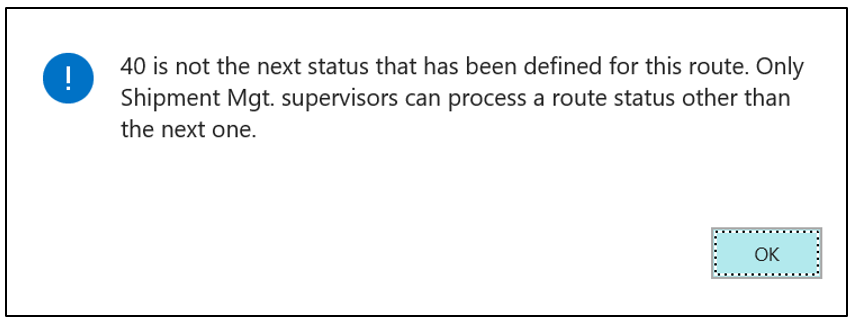 !
40 is not the next status that has been defined for this route. Only
Shipment Mgt. supervisors can process a route status other than
the next one.
OK